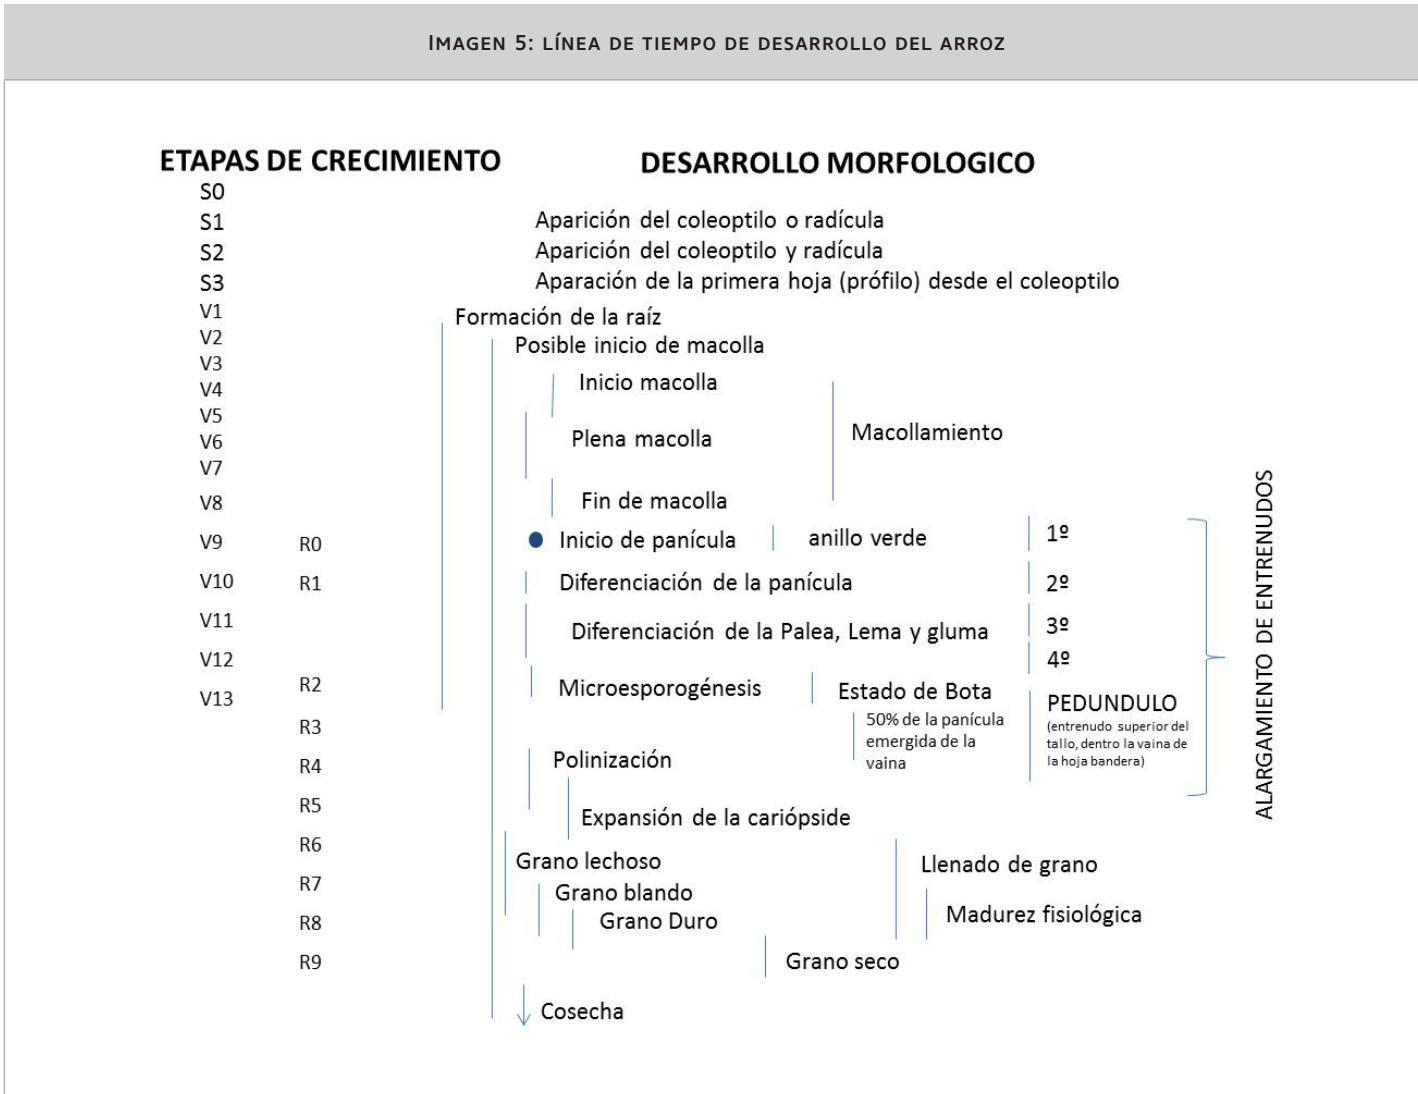 IMAGEN 5: LÍNEA DE TIEMPO DE DESARROLLO DEL ARROZ
ETAPAS DE CRECIMIENTO
DESARROLLO MORFOLOGICO
S0
S1
Aparición del coleoptilo o radícula
S2
Aparición del coleoptilo y radícula
S3
Aparación de la primera hoja (prófilo) desde el coleoptilo
V1
Formación de la raíz
V2
Posible inicio de macolla
V3
V4
Inicio macolla
V5
V6
Plena macolla
Macollamiento
V7
V8
Fin de macolla
V9
R0
Inicio de panícula
anillo verde
1º
V10
R1
Diferenciación de la panícula
2º
V11
Diferenciación de la Palea, Lema y gluma
3º
V12
4º
V13
R2
Microesporogénesis
Estado de Bota
PEDUNDULO
(entrenudo superior del
tallo, dentro la vaina de
la hoja bandera)
R3
50% de la panícula
emergida de la
vaina
R4
Polinización
R5
Expansión de la cariópside
R6
Grano lechoso
Llenado de grano
R7
Grano blando
R8
Grano Duro
Madurez fisiológica
R9
Grano seco
Cosecha
ALARGAMIENTO DE ENTRENUDOS